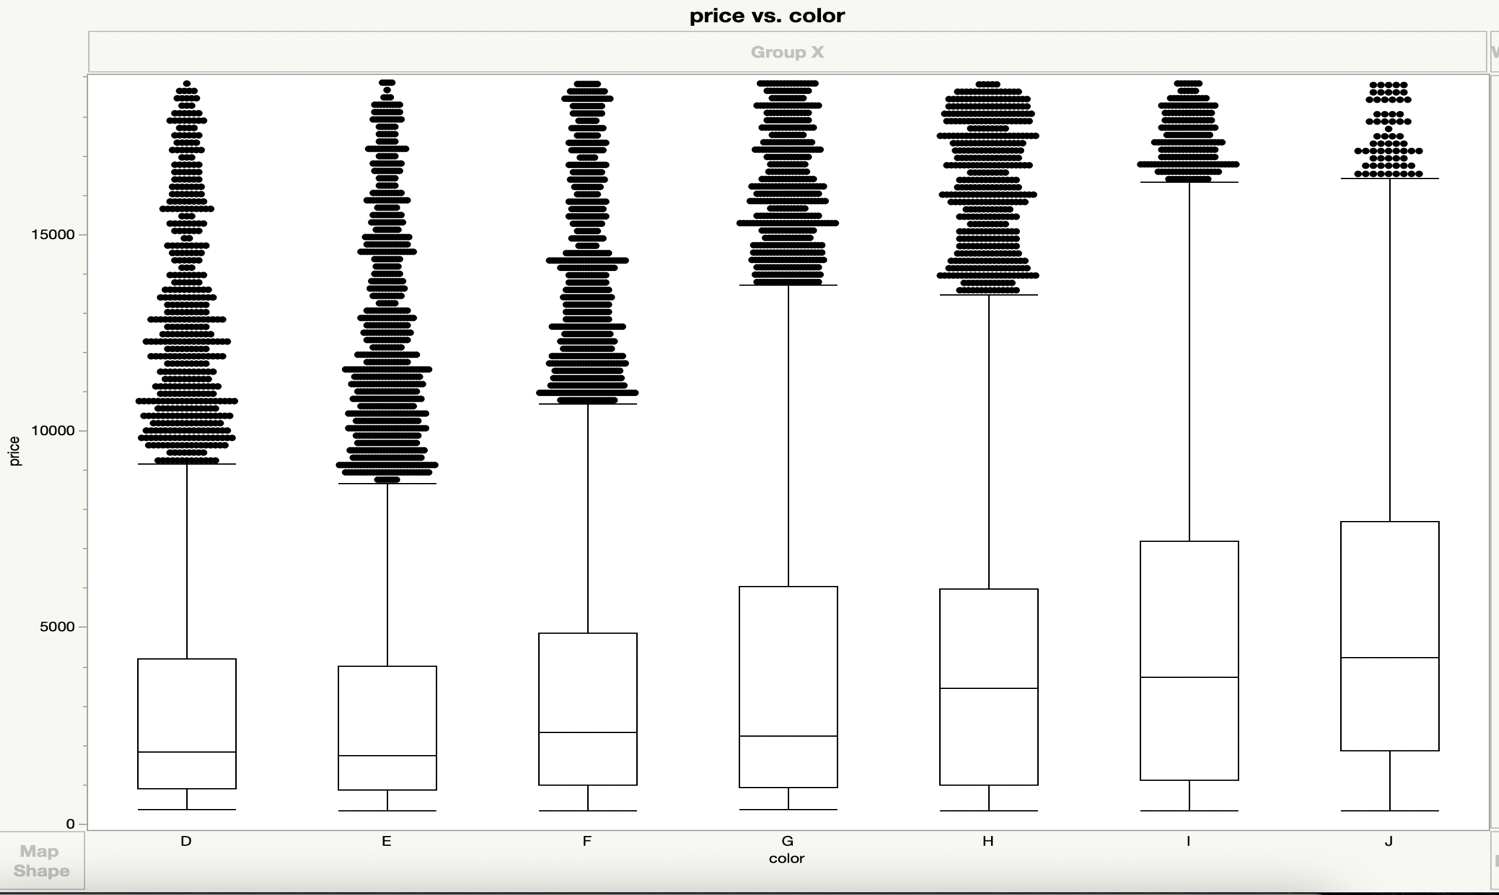 price vs. color
Group X
15000
10000
price
5000
0
D E F G H I J
color
Map
Shape